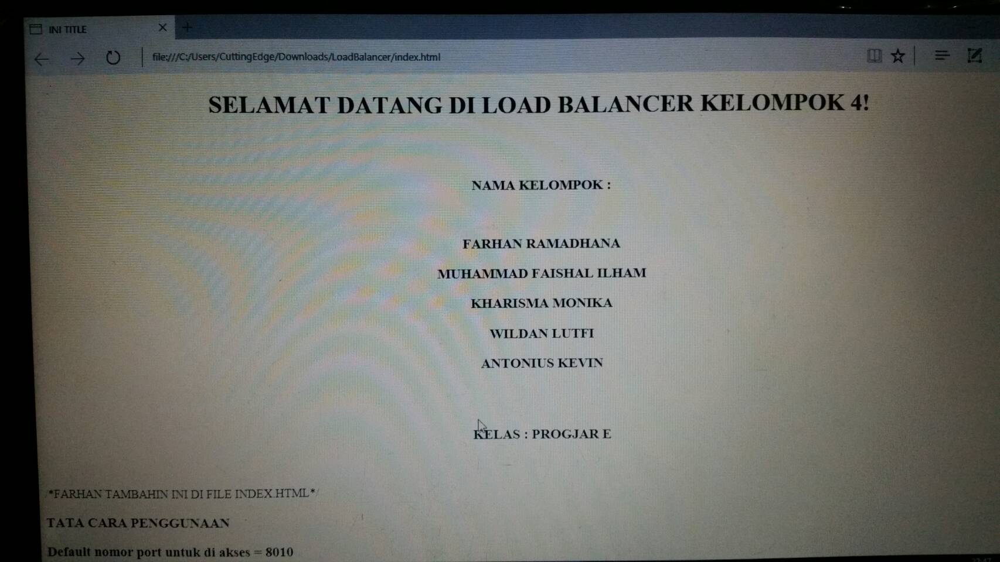 INI TITLE
file:///C:/Users/CuttingEdge/Downloads/LoadBalancer/index.html
SELAMAT DATANG DI LOAD BALANCER KELOMPOK 4!
NAMA KELOMPOK :
FARHAN RAMADHANA
MUHAMMAD FAISHAL ILHAM
KHARISMA MONIKA
WILDAN LUTFI
ANTONIUS KEVIN
KELAS : PROGJAR E
/*FARHAN TAMBAHIN INI DI FILE INDEX.HTML*/
TATA CARA PENGGUNAAN
Default nomor port untuk di akses = 8010